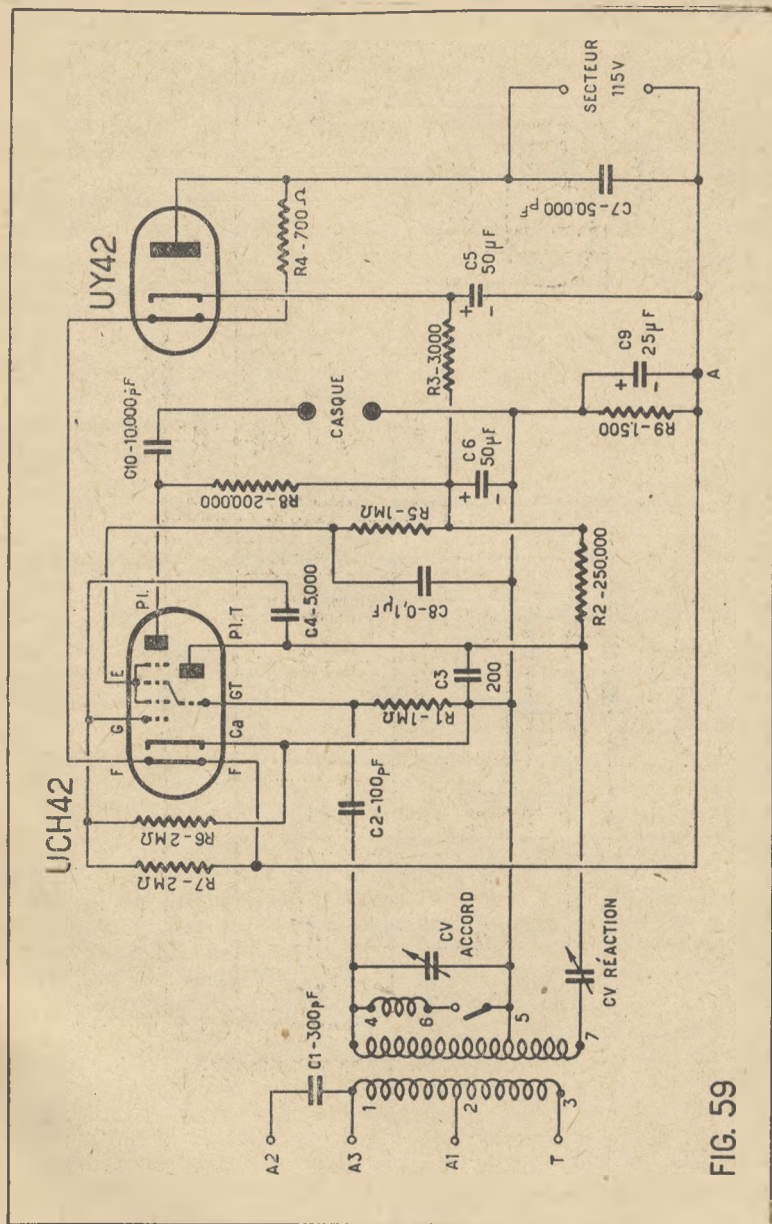 UCH42
UY42
C1-300pF
A2
A3
A1
T
1
2
3
4
6
5
7
CV
ACCORD
CV RÉACTION
R7-2MΩ
R6-2MΩ
F
F
G
E
Pl.
Ca
GT
Pl.T
C2-100pF
R1-1MΩ
C3
200
C4-5.000
C8-0,1µF
R5-1MΩ
R2-250.000
C10-10.000pF
R8-200.000
CASQUE
C6
50µF
+
-
R3-3.000
R4-700Ω
C5
50µF
+
-
R9-1.500
C9
25µF
+
-
A
C7-50.000pF
SECTEUR
115V
FIG. 59